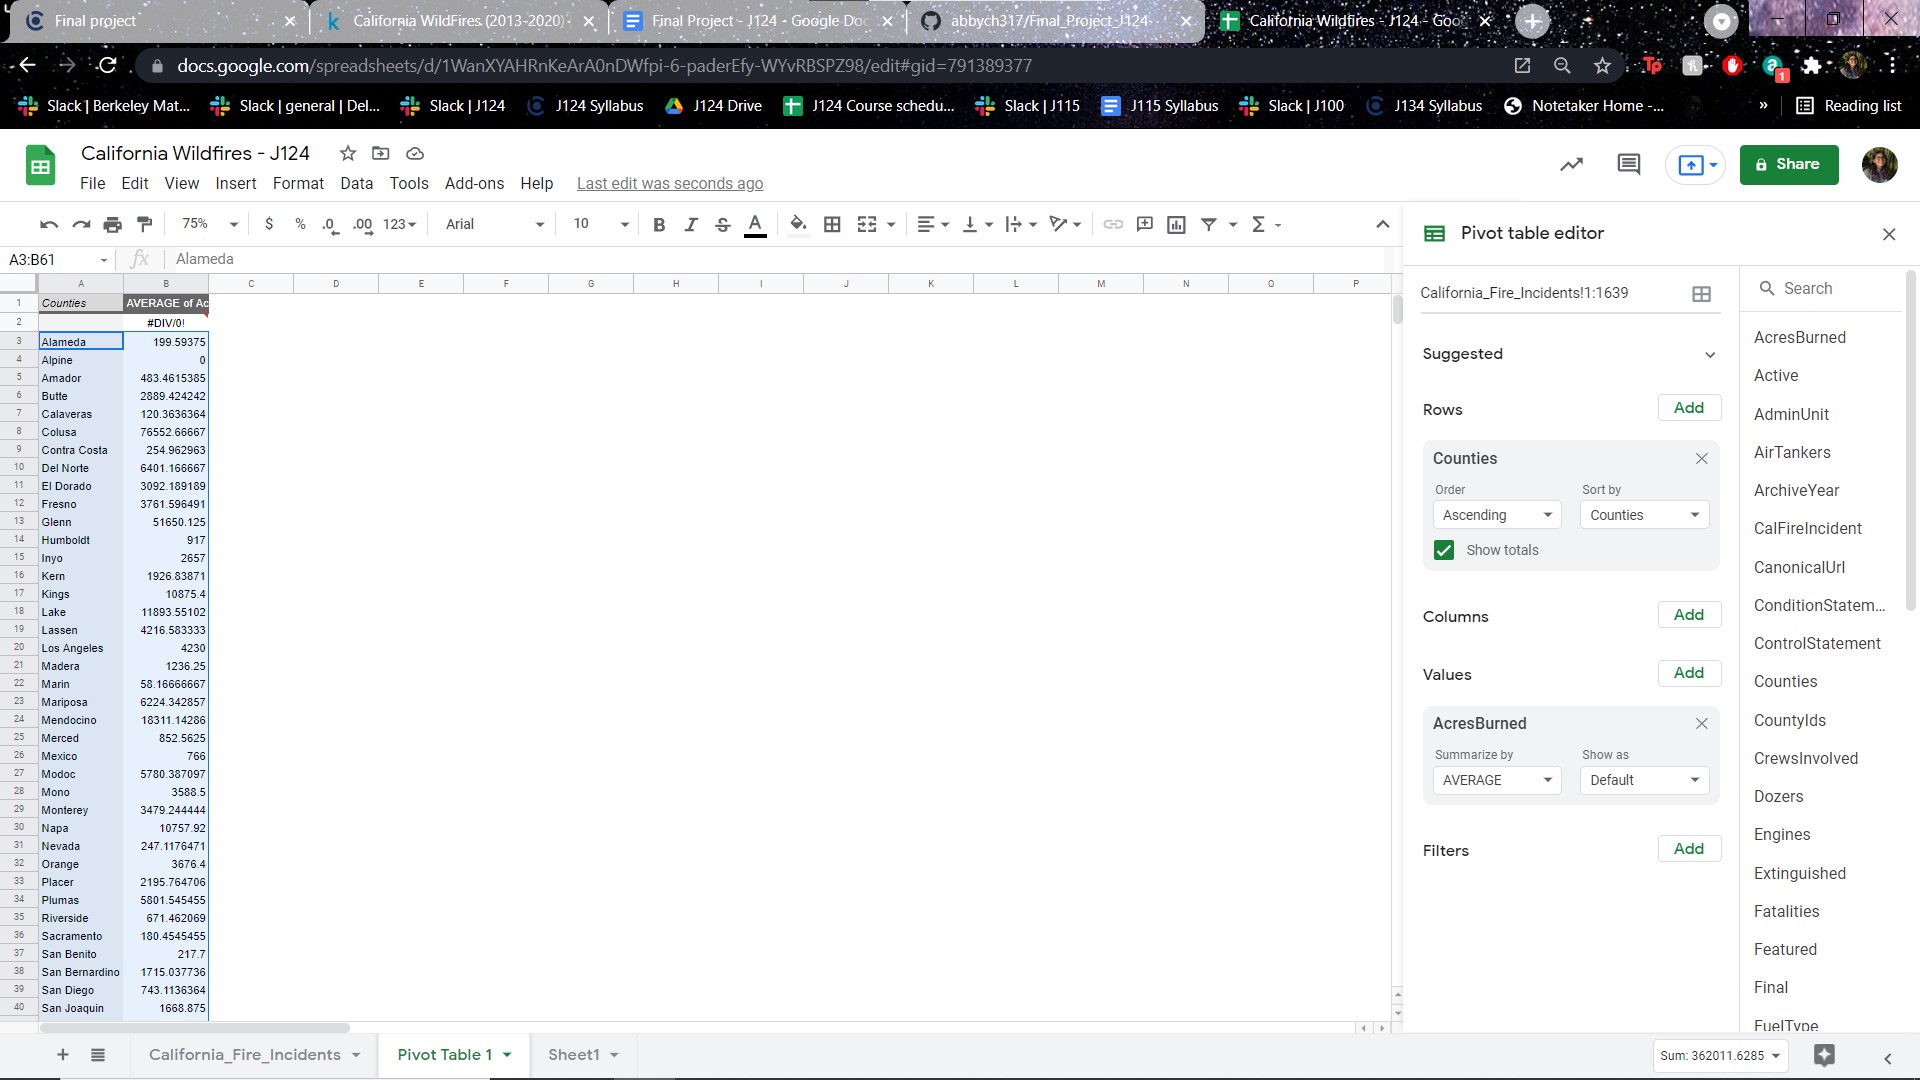 Final project
California WildFires (2013-2020)
Final Project - J124 - Google Doc
abbych317/Final_Project_J124
California Wildfires - J124 - Goo
docs.google.com/spreadsheets/d/1WanXYAHRnKeArA0nDWfpi-6-paderEfy-WYvRBSPZ98/edit#gid=791389377
Slack | Berkeley Mat...
Slack | general | Del...
Slack | J124
J124 Syllabus
J124 Drive
J124 Course schedu...
Slack | J115
J115 Syllabus
Slack | J100
J134 Syllabus
Notetaker Home -...
»
Reading list
California Wildfires - J124
File Edit View Insert Format Data Tools Add-ons Help Last edit was seconds ago
Share
75% $ % .0 .00 123 Arial 10 B I S A
A3:B61 fx Alameda
A B C D E F G H I J K L M N O P
1 Counties AVERAGE of Ac
2 #DIV/0!
3 Alameda 199.59375
4 Alpine 0
5 Amador 483.4615385
6 Butte 2889.424242
7 Calaveras 120.3636364
8 Colusa 76552.66667
9 Contra Costa 254.962963
10 Del Norte 6401.166667
11 El Dorado 3092.189189
12 Fresno 3761.596491
13 Glenn 51650.125
14 Humboldt 917
15 Inyo 2657
16 Kern 1926.83871
17 Kings 10875.4
18 Lake 11893.55102
19 Lassen 4216.583333
20 Los Angeles 4230
21 Madera 1236.25
22 Marin 58.16666667
23 Mariposa 6224.342857
24 Mendocino 18311.14286
25 Merced 852.5625
26 Mexico 766
27 Modoc 5780.387097
28 Mono 3588.5
29 Monterey 3479.244444
30 Napa 10757.92
31 Nevada 247.1176471
32 Orange 3676.4
33 Placer 2195.764706
34 Plumas 5801.545455
35 Riverside 671.462069
36 Sacramento 180.4545455
37 San Benito 217.7
38 San Bernardino 1715.037736
39 San Diego 743.1136364
40 San Joaquin 1668.875
Pivot table editor
California_Fire_Incidents!1:1639
Suggested
Rows Add
Counties
Order Sort by
Ascending Counties
Show totals
Columns Add
Values Add
AcresBurned
Summarize by Show as
AVERAGE Default
Filters Add
Search
AcresBurned
Active
AdminUnit
AirTankers
ArchiveYear
CalFireIncident
CanonicalUrl
ConditionStatem...
ControlStatement
Counties
CountyIds
CrewsInvolved
Dozers
Engines
Extinguished
Fatalities
Featured
Final
FuelType
California_Fire_Incidents
Pivot Table 1
Sheet1
Sum: 362011.6285